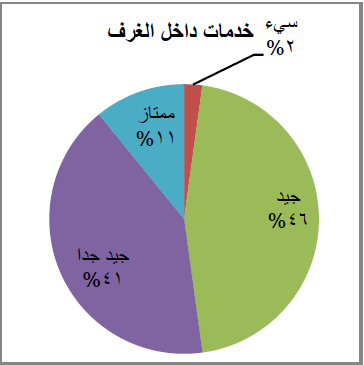 خدمات داخل الغرف
سيء
%٢
جيد
%٤٦
جيد جدا
%٤١
ممتاز
%١١